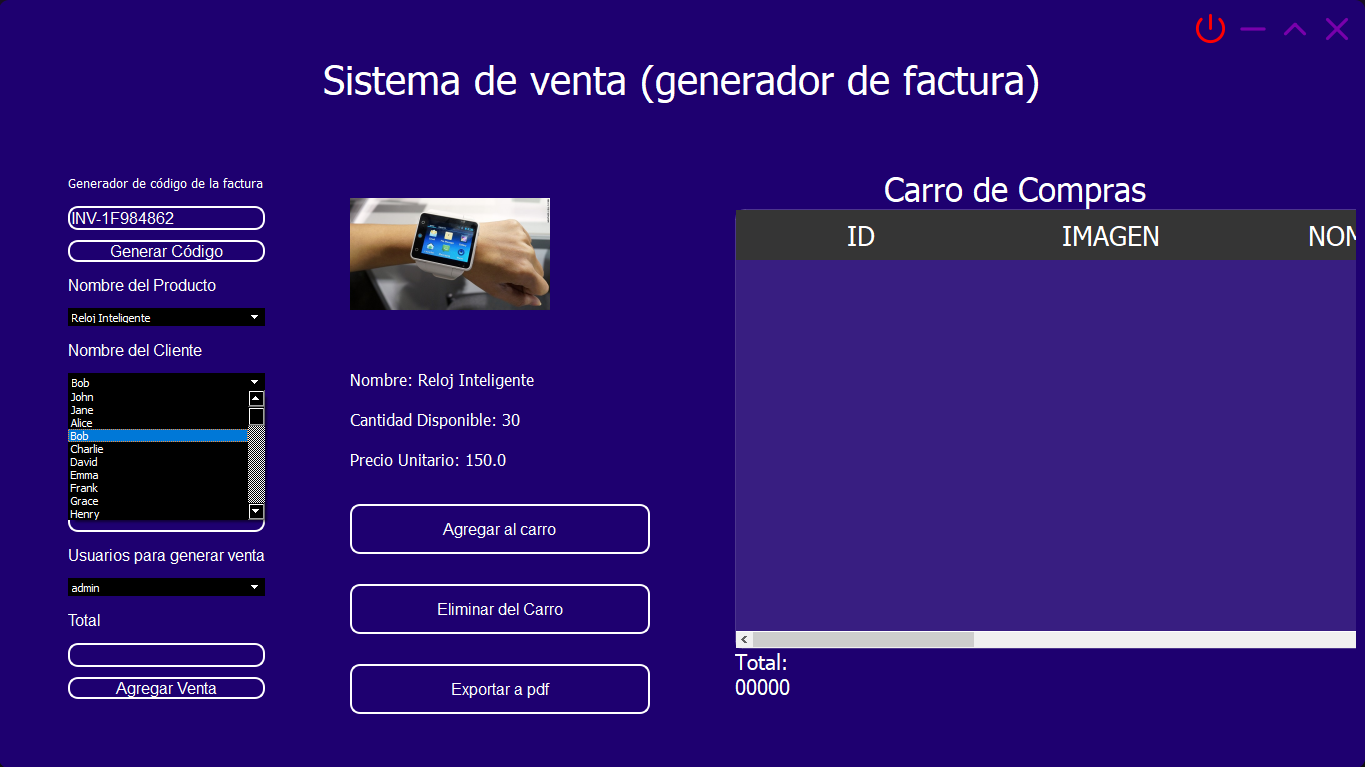 Sistema de venta (generador de factura)
Generador de código de la factura
INV-1F984862
Generar Código
Nombre del Producto
Reloj Inteligente
Nombre del Cliente
Bob
John
Jane
Alice
Bob
Charlie
David
Emma
Frank
Grace
Henry
Usuarios para generar venta
admin
Total
Agregar Venta
Nombre: Reloj Inteligente
Cantidad Disponible: 30
Precio Unitario: 150.0
Agregar al carro
Eliminar del Carro
Exportar a pdf
Carro de Compras
ID IMAGEN NOM
Total:
00000